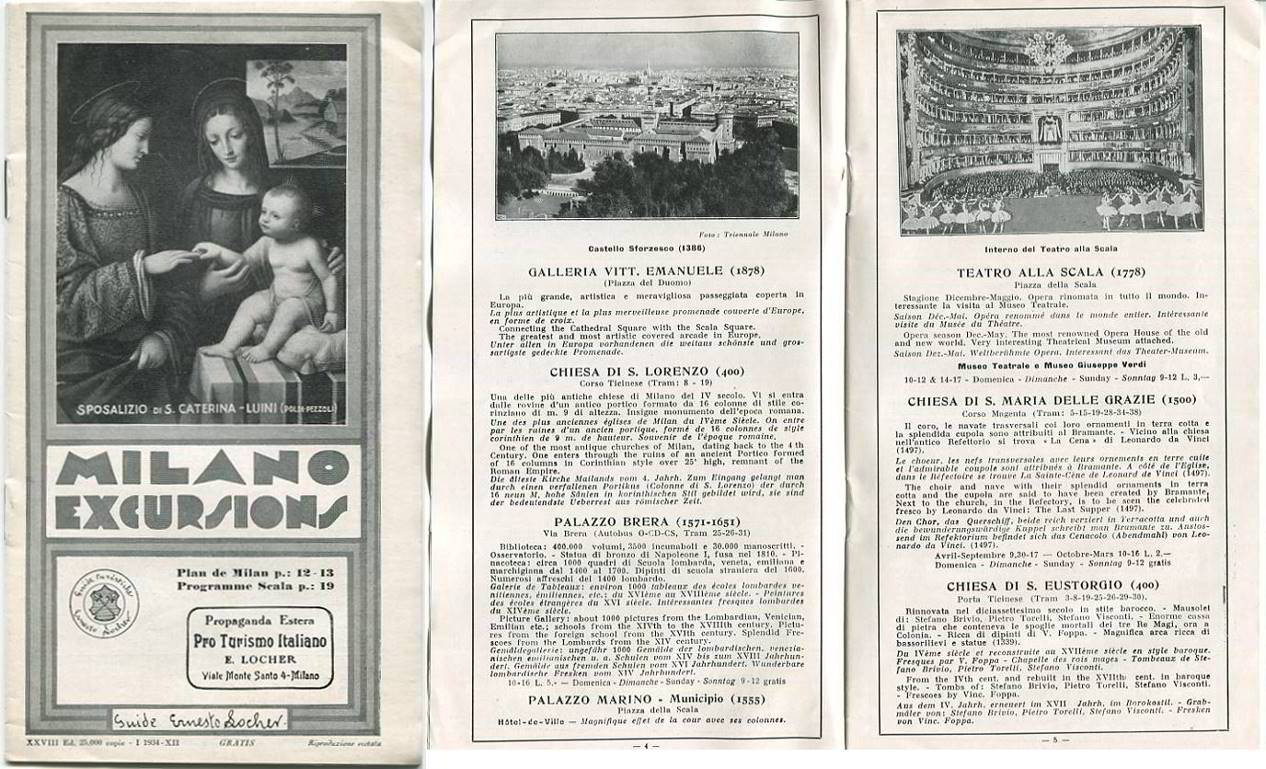 SPOSALIZIO DI S. CATERINA - LUINI (POLDI-PEZZOLI)
MILANO
EXCURSIONS
Plan de Milan p.: 12-13
Programme Scala p.: 19
Propaganda Estera
Pro Turismo Italiano
E. LOCHER
Viale Monte Santo 4-Milano
Guide Erneste Locher.
XXVIII Ed. 25.000 copie - I 1934-XII GRATIS Riproduzione vietata
Foto: Triennale Milano
Castello Sforzesco (1386)
GALLERIA VITT. EMANUELE (1878)
(Piazza del Duomo)
La più grande, artistica e meravigliosa passeggiata coperta in
Europa.
La plus artistique et la plus merveilleuse promenade couverte d'Europe,
en forme de croix.
Connecting the Cathedral Square with the Scala Square.
The greatest and most artistic covered arcade in Europe.
Unter allen in Europa vorhandenen die weitaus schönste und gros-
sartigste gedeckte Promenade.
CHIESA DI S. LORENZO (400)
Corso Ticinese (Tram: 8 - 19)
Una delle più antiche chiese di Milano del IV secolo. Vi si entra
dalle rovine d'un antico portico formato da 16 colonne di stile co-
rinziano di m. 9 di altezza. Insigne monumento dell'epoca romana.
Une des plus anciennes églises de Milan du IVème Siècle. On entre
par les ruines d'un ancien portique, formé de 16 colonnes de style
corinthien de 9 m. de hauteur. Souvenir de l'époque romaine.
One of the most antique churches of Milan, dating back to the 4 th
Century. One enters through the ruins of an ancient Portico formed
of 16 columns in Corinthian style over 25' high, remnant of the
Roman Empire.
Die älteste Kirche Mailands vom 4. Jahrh. Zum Eingang gelangt man
durch einen verfallenen Portikus (Colonne di S. Lorenzo) der durch
16 neun M. hohe Säulen in korinthischen Stil gebildet wird, sie sind
der bedeutendste Ueberrest aus römischer Zeit.
PALAZZO BRERA (1571-1651)
Via Brera (Autobus O-CD-CS, Tram 25-26-31)
Biblioteca: 400.000 volumi, 3500 incunaboli e 30.000 manoscritti. -
Osservatorio. - Statua di bronzo di Napoleone I, fusa nel 1810. - Pi-
nacoteca: circa 1000 quadri di Scuola lombarda, veneta, emiliana e
marchigiana dal 1400 al 1700. Dipinti di scuola straniera del 1600.
Numerosi affreschi del 1400 lombardo.
Galerie de Tableaux: environ 1000 tableaux des écoles lombardes ve-
nitiennes, émiliennes, etc.; du XVIème au XVIIIème siècle. - Peintures
des écoles étrangères du XVI siècle. Intéressantes fresques lombardes
du XIVème siècle.
Picture Gallery: about 1000 pictures from the Lombardian, Venician,
Emilian etc.; schools from the XIVth to the XVIIIth century. Pictu-
res from the foreign school from the XVIth century. Splendid Fre-
scoes from the Lombards from the XIV century.
Gemäldegallerie: ungefähr 1000 Gemälde der lombardischen, venezia-
nischen emilianischen u. a. Schulen vom XIV bis zum XVIII Jahrhun-
dert. Gemälde aus fremden Schulen vom XVI Jahrhundert. Wunderbare
lombardische Fresken vom XIV Jahrhundert.
10-16 L. 5.- — Domenica - Dimanche - Sunday - Sonntag 9-12 gratis
PALAZZO MARINO - Municipio (1555)
Piazza della Scala
Hôtel-de-Ville — Magnifique effet de la cour avec ses colonnes.
— 4 —
Interno del Teatro alla Scala
TEATRO ALLA SCALA (1778)
Piazza della Scala
Stagione Dicembre-Maggio. Opera rinomata in tutto il mondo. In-
teressante la visita al Museo Teatrale.
Saison Déc.-Mai. Opéra renommé dans le monde entier. Intéressante
visite du Musée du Théatre.
Opera season Dec.-May. The most renowned Opera House of the old
and new world. Very interesting Theatrical Museum attached.
Saison Dez.-Mai. Weltberühmte Opera. Interessant das Theater-Museum.
Museo Teatrale e Museo Giuseppe Verdi
10-12 & 14-17 - Domenica - Dimanche - Sunday - Sonntag 9-12 L. 3,—
CHIESA DI S. MARIA DELLE GRAZIE (1500)
Corso Magenta (Tram: 5-15-19-28-34-38)
Il coro, le navate trasversali coi loro ornamenti in terra cotta e
la splendida cupola sono attribuiti al Bramante. - Vicino alla chiesa
nell'antico Refettorio si trova « La Cena » di Leonardo da Vinci
(1497).
Le choeur, les nefs transversales avec leurs ornements en terre cuite
et l'admirable coupole sont attribués à Bramante. A côté de l'Eglise,
dans le Réfectoire se trouve La Sainte-Cène de Leonard de Vinci (1497).
The choir and nave with their splendid ornaments in terra
cotta and the cupola are said to have been created by Bramante.
Next to the church, in the Refectory, is to be seen the celebrated
fresco by Leonardo da Vinci: The Last Supper (1497).
Den Chor, das Querschiff, beide reich verziert in Terracotta und auch
die bewunderungswürdige Kuppel schreibt man Bramante zu. Anstos-
send im Refektorium befindet sich das Cenacolo (Abendmahl) von Leo-
nardo da Vinci. (1497).
Avril-Septembre 9,30-17 — Octobre-Mars 10-16 L. 2.—
Domenica - Dimanche - Sunday - Sonntag 9-12 gratis
CHIESA DI S. EUSTORGIO (400)
Porta Ticinese (Tram 3-8-19-25-26-29-30).
Rinnovata nel diciassettesimo secolo in stile barocco. - Mausolei
di: Stefano Brivio, Pietro Torelli, Stefano Visconti. - Enorme cassa
di pietra che conteneva le spoglie mortali dei tre Re Magi, ora a
Colonia. - Ricca di dipinti di V. Foppa. - Magnifica arca ricca di
bassorilievi e statue (1339).
Du IVème siècle et reconstruite au XVIIème siècle en style baroque.
Fresques par V. Foppa - Chapelle des rois mages - Tombeaux de Ste-
fano Brivio, Pietro Torelli, Stefano Visconti.
From the IVth cent. and rebuilt in the XVIIth cent. in baroque
style. - Tombs of: Stefano Brivio, Pietro Torelli, Stefano Visconti.
- Frescoes by Vinc. Foppa.
Aus dem IV. Jahrh. erneuert im XVII Jahrh. im Barokstil. - Grab-
mäler von: Stefano Brivio, Pietro Torelli, Stefano Visconti. - Fresken
von Vinc. Foppa.
— 5 —